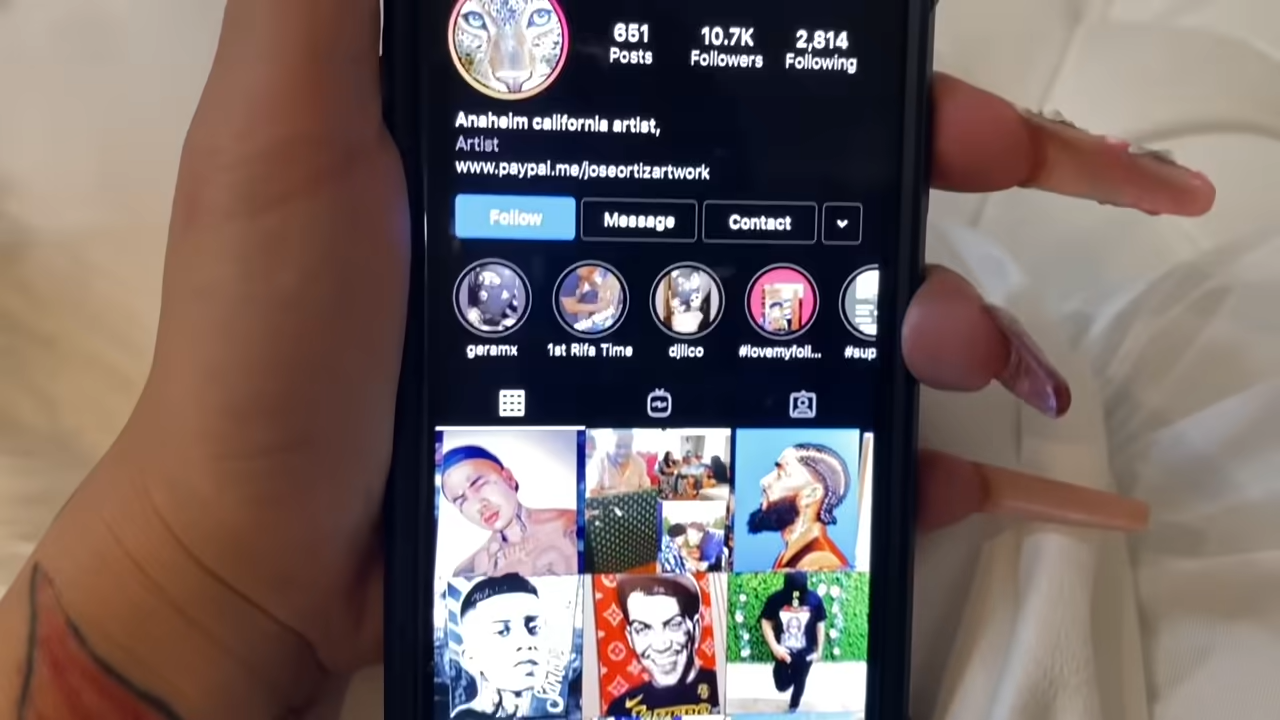 651 10.7K 2,814
Posts Followers Following
Anaheim california artist,
Artist
www.paypal.me/joseortizartwork
Follow Message Contact
geramx 1st Rifa Time djlico #lovemyfoll... #sup
Santos